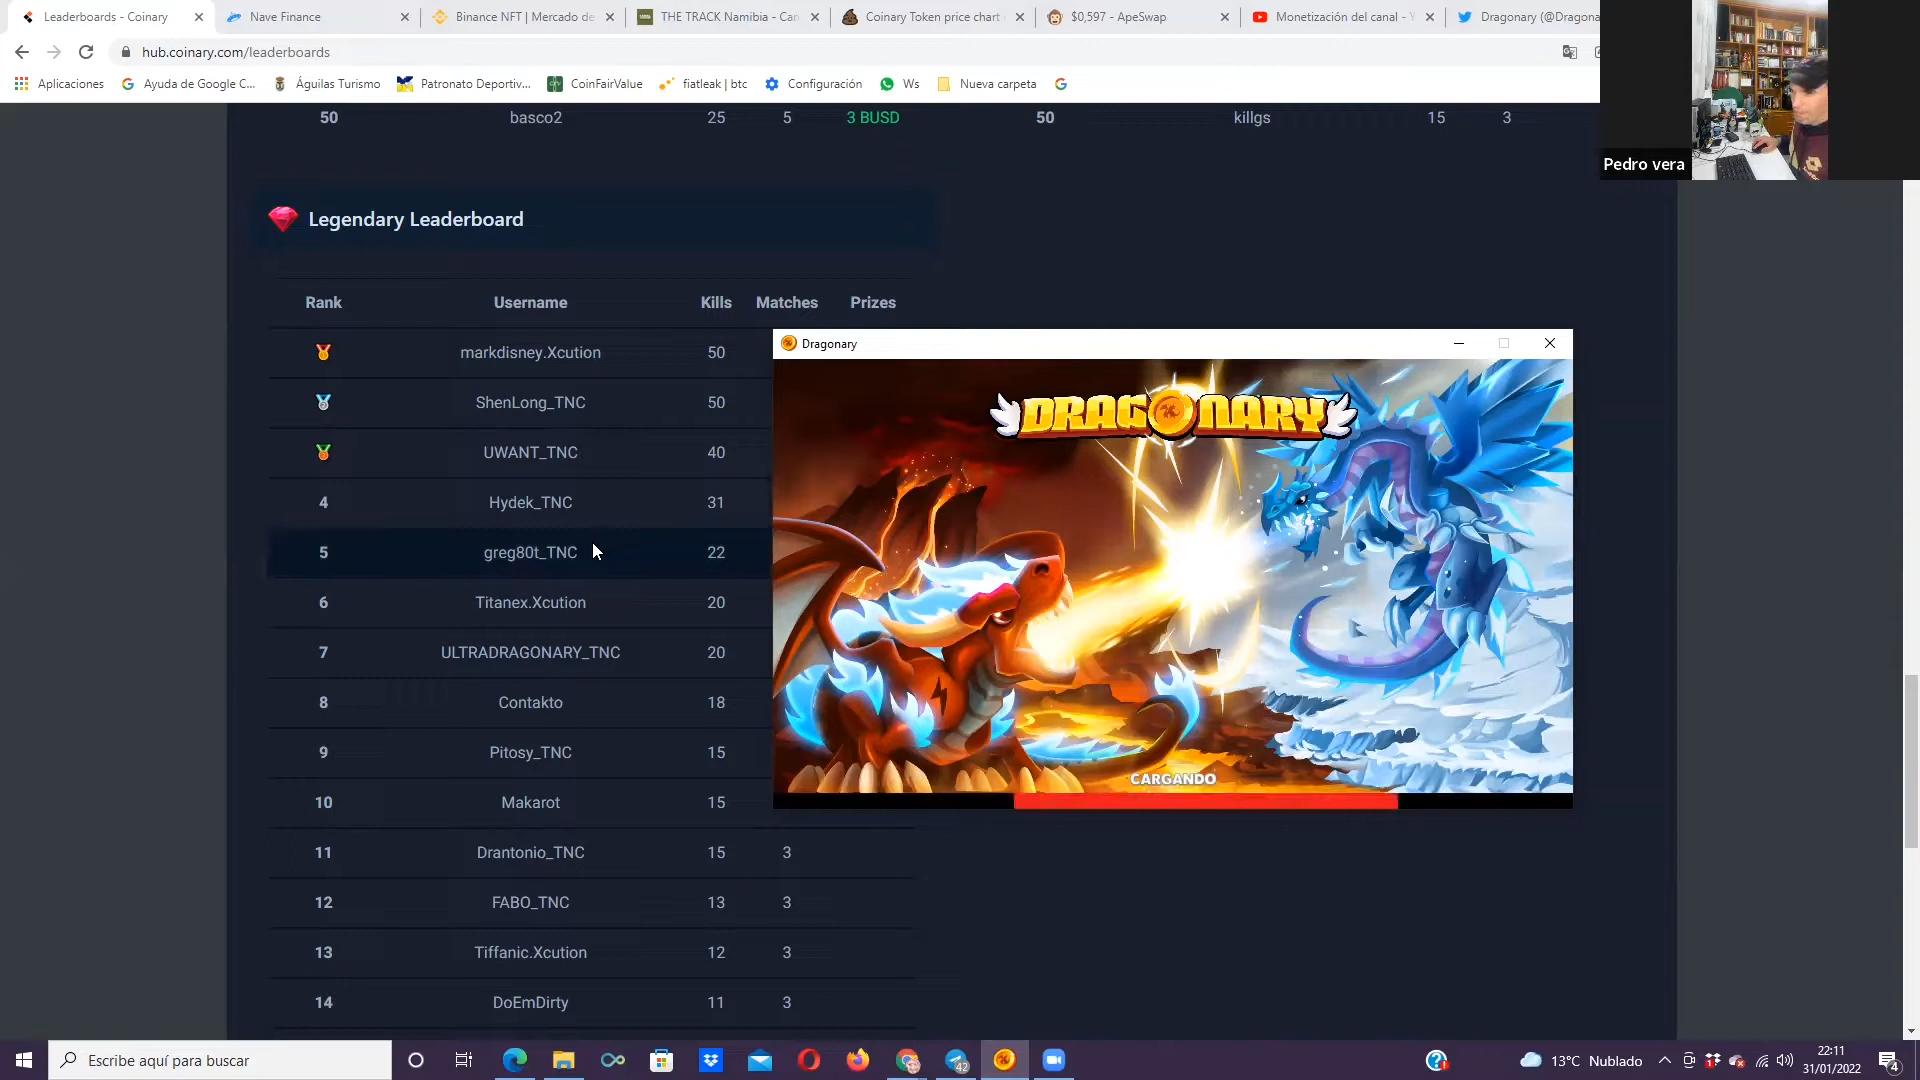 Leaderboards - Coinary
Nave Finance
Binance NFT | Mercado de
THE TRACK Namibia - Can
Coinary Token price chart
$0,597 - ApeSwap
Monetización del canal - Y
Dragonary (@Dragona
hub.coinary.com/leaderboards
Aplicaciones
Ayuda de Google C...
Águilas Turismo
Patronato Deportiv...
CoinFairValue
fiatleak | btc
Configuración
Ws
Nueva carpeta
Pedro vera
50 basco2 25 5 3 BUSD 50 killgs 15 3
Legendary Leaderboard
Rank Username Kills Matches Prizes
markdisney.Xcution 50
ShenLong_TNC 50
UWANT_TNC 40
4 Hydek_TNC 31
5 greg80t_TNC 22
6 Titanex.Xcution 20
7 ULTRADRAGONARY_TNC 20
8 Contakto 18
9 Pitosy_TNC 15
10 Makarot 15
11 Drantonio_TNC 15 3
12 FABO_TNC 13 3
13 Tiffanic.Xcution 12 3
14 DoEmDirty 11 3
Dragonary
DRAGONARY
CARGANDO
Escribe aquí para buscar
42
13°C Nublado
22:11
31/01/2022
4